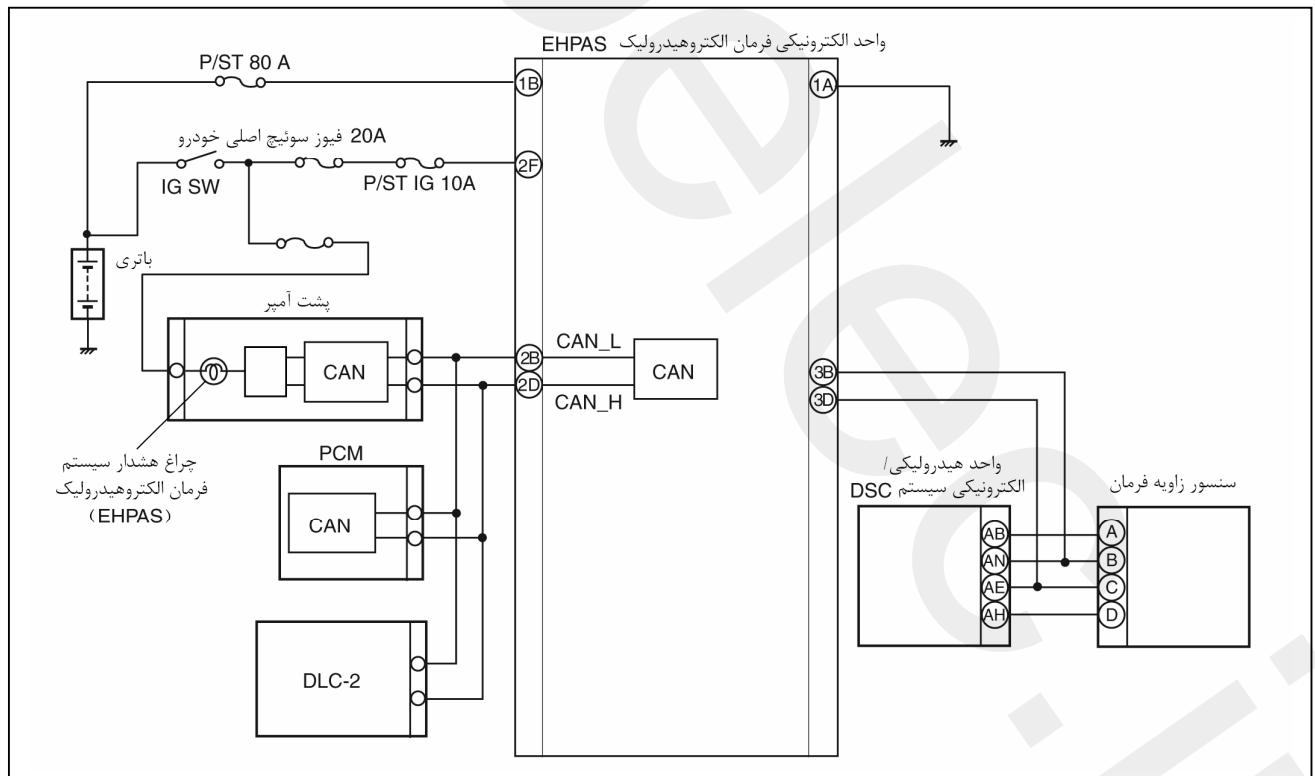 واحد الکترونیکی فرمان الکتروهیدرولیک EHPAS
P/ST 80 A
1B
1A
فیوز سوئیچ اصلی خودرو 20A
2F
IG SW
P/ST IG 10A
باتری
پشت آمپر
CAN
2B
CAN_L
CAN
2D
CAN_H
3B
3D
چراغ هشدار سیستم
فرمان الکتروهیدرولیک
(EHPAS)
PCM
CAN
DLC-2
واحد هیدرولیکی/
الکترونیکی سیستم DSC
سنسور زاویه فرمان
AB
AN
AE
AH
A
B
C
D